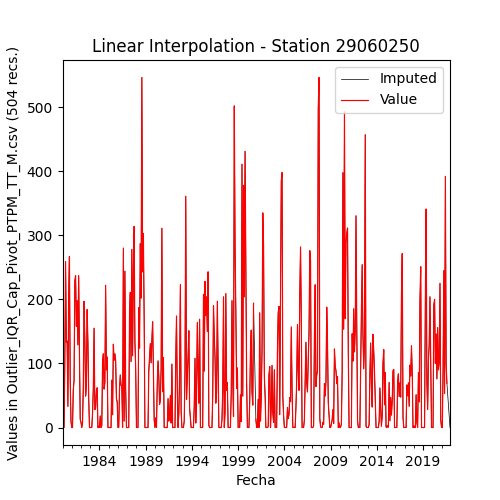 Linear Interpolation - Station 29060250
Values in Outlier_IQR_Cap_Pivot_PTPM_TT_M.csv (504 recs.)
Imputed
Value
500
400
300
200
100
0
1984 1989 1994 1999 2004 2009 2014 2019
Fecha